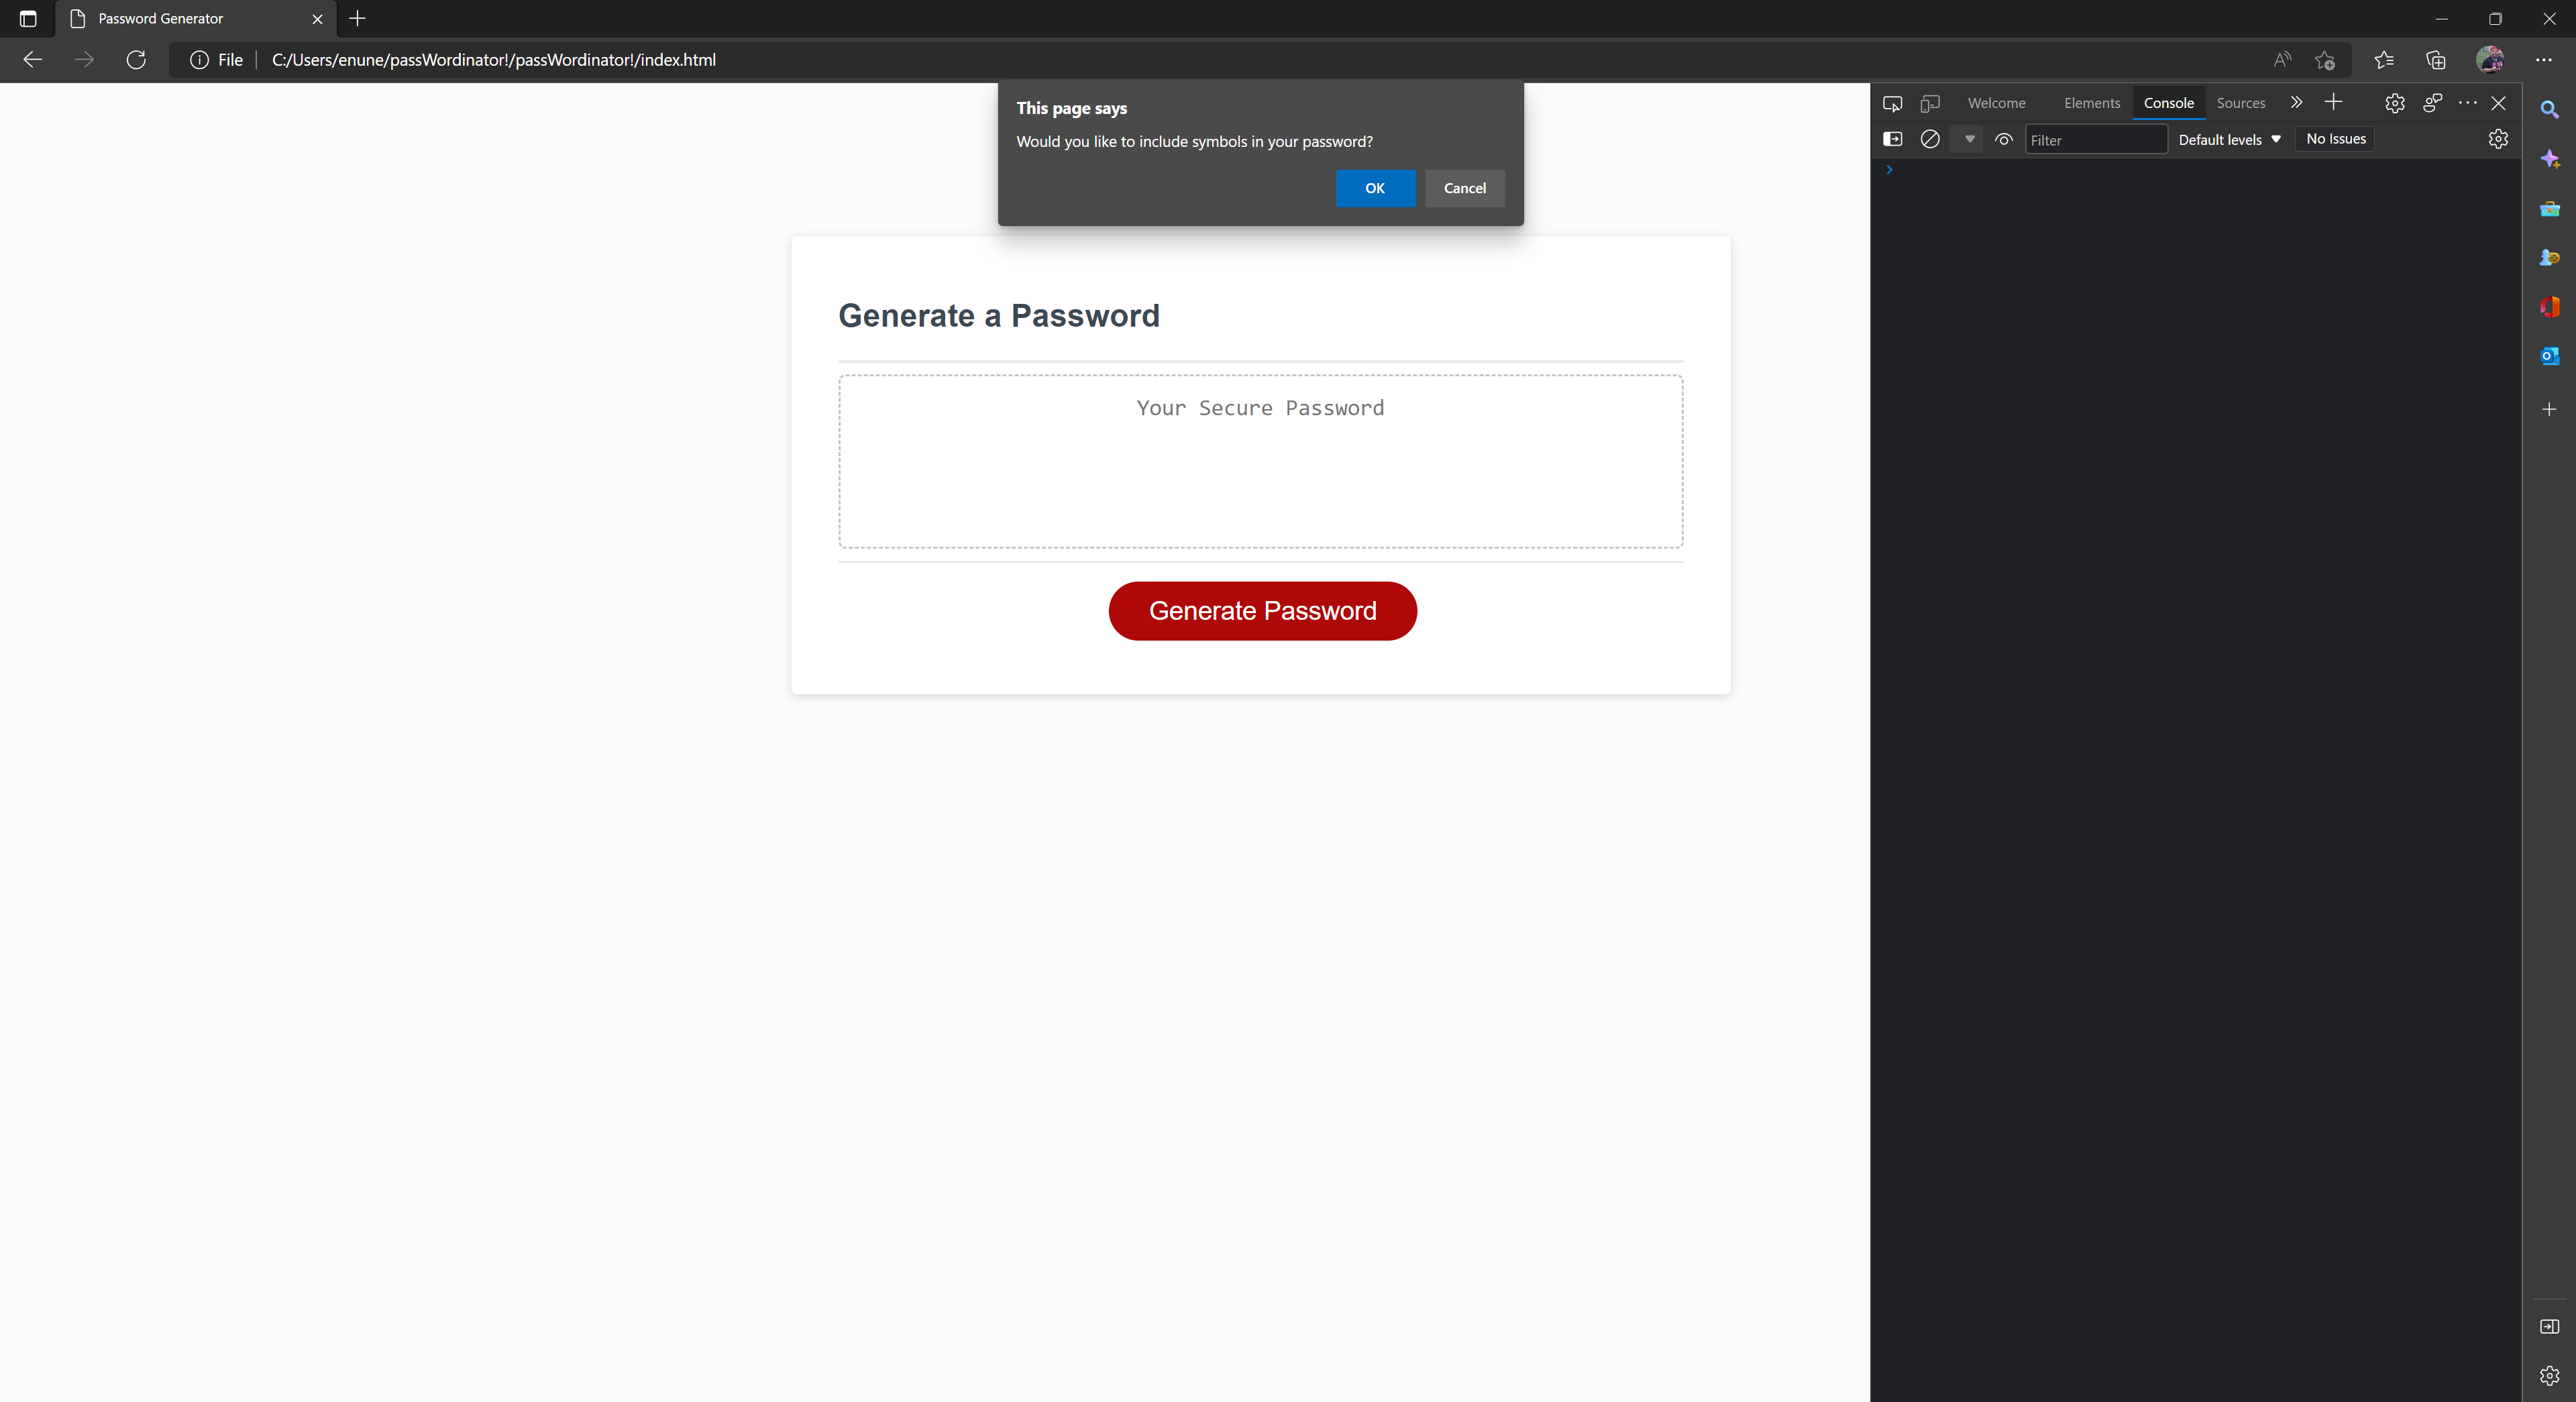 Password Generator
File
C:/Users/enune/passWordinator!/passWordinator!/index.html
This page says
Would you like to include symbols in your password?
OK
Cancel
Generate a Password
Your Secure Password
Generate Password
Welcome
Elements
Console
Sources
Filter
Default levels
No Issues